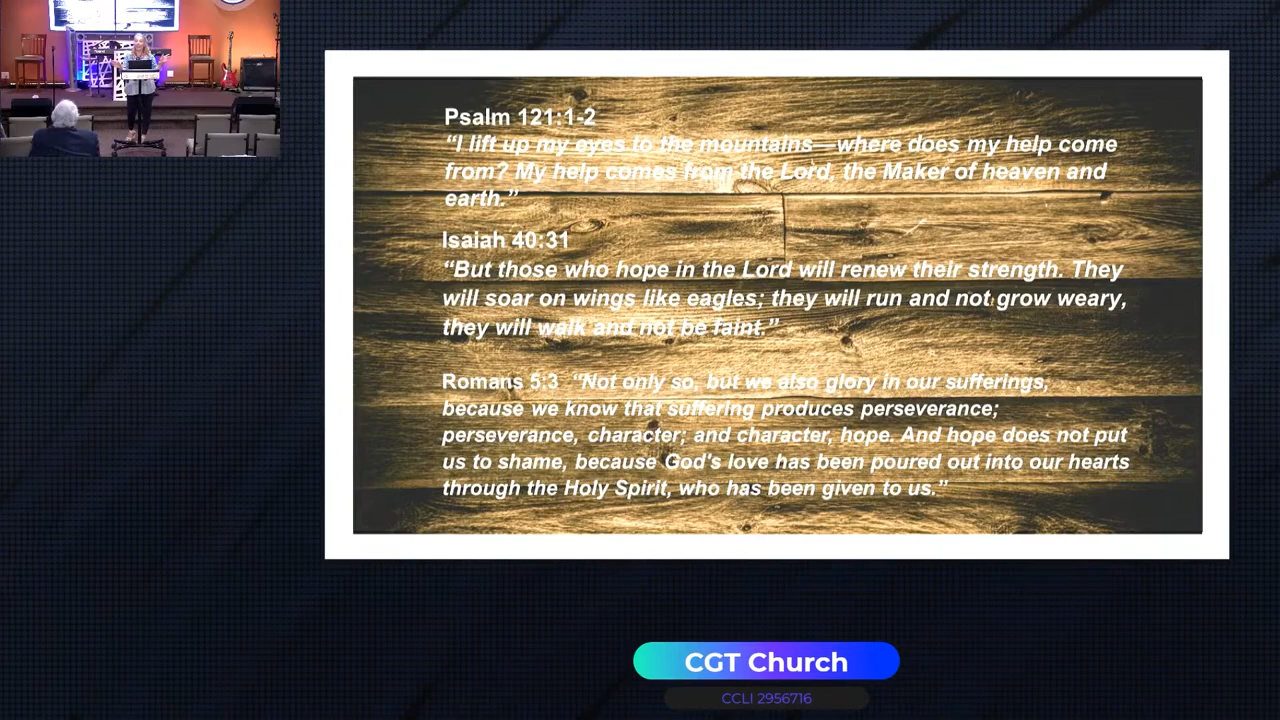 Psalm 121:1-2
“I lift up my eyes to the mountains—where does my help come
from? My help comes from the Lord, the Maker of heaven and
earth.”
Isaiah 40:31
“But those who hope in the Lord will renew their strength. They
will soar on wings like eagles; they will run and not grow weary,
they will walk and not be faint.”
Romans 5:3 “Not only so, but we also glory in our sufferings,
because we know that suffering produces perseverance;
perseverance, character; and character, hope. And hope does not put
us to shame, because God's love has been poured out into our hearts
through the Holy Spirit, who has been given to us.”
CGT Church
CCLI 2956716